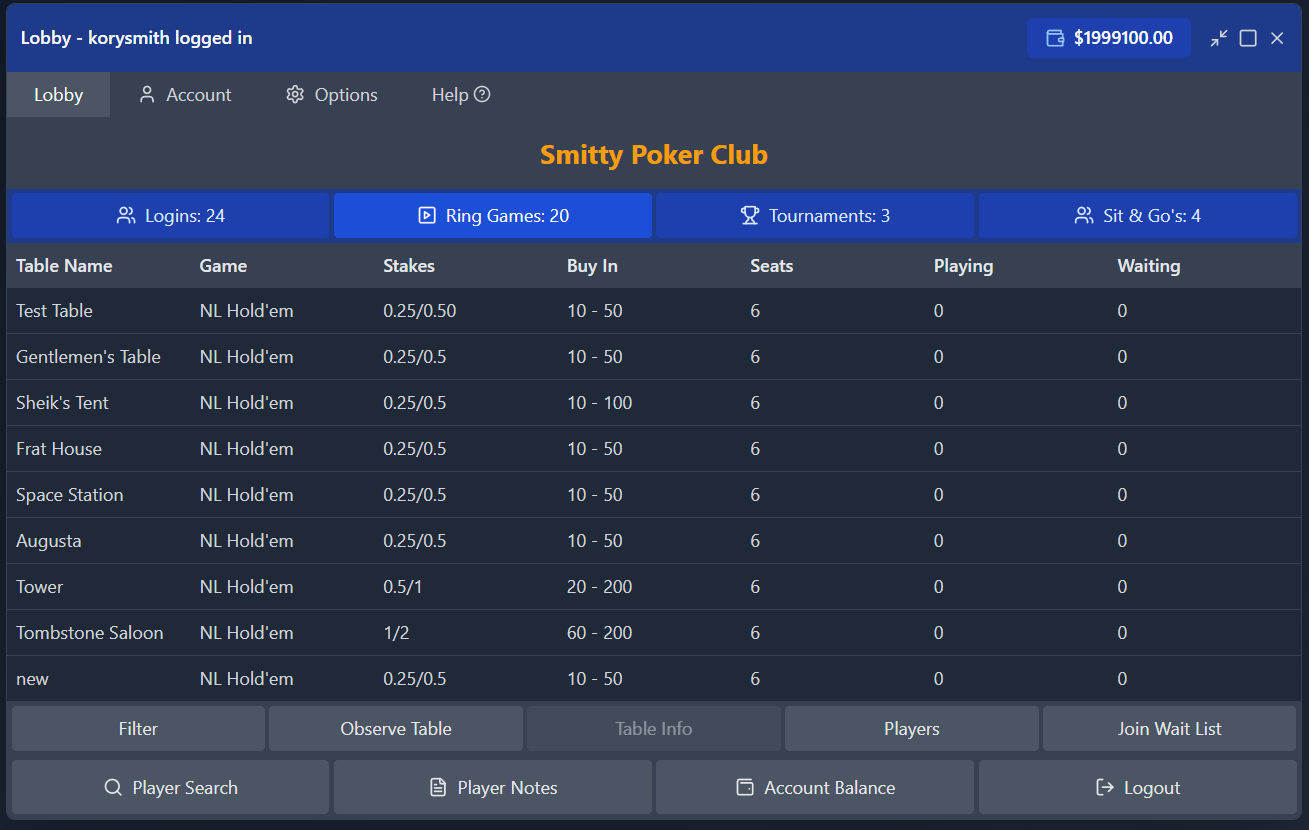 Lobby - korysmith logged in $1999100.00
Lobby Account Options Help
Smitty Poker Club
Logins: 24 Ring Games: 20 Tournaments: 3 Sit & Go's: 4
Table Name Game Stakes Buy In Seats Playing Waiting
Test Table NL Hold'em 0.25/0.50 10 - 50 6 0 0
Gentlemen's Table NL Hold'em 0.25/0.5 10 - 50 6 0 0
Sheik's Tent NL Hold'em 0.25/0.5 10 - 100 6 0 0
Frat House NL Hold'em 0.25/0.5 10 - 50 6 0 0
Space Station NL Hold'em 0.25/0.5 10 - 50 6 0 0
Augusta NL Hold'em 0.25/0.5 10 - 50 6 0 0
Tower NL Hold'em 0.5/1 20 - 200 6 0 0
Tombstone Saloon NL Hold'em 1/2 60 - 200 6 0 0
new NL Hold'em 0.25/0.5 10 - 50 6 0 0
Filter Observe Table Table Info Players Join Wait List
Player Search Player Notes Account Balance Logout